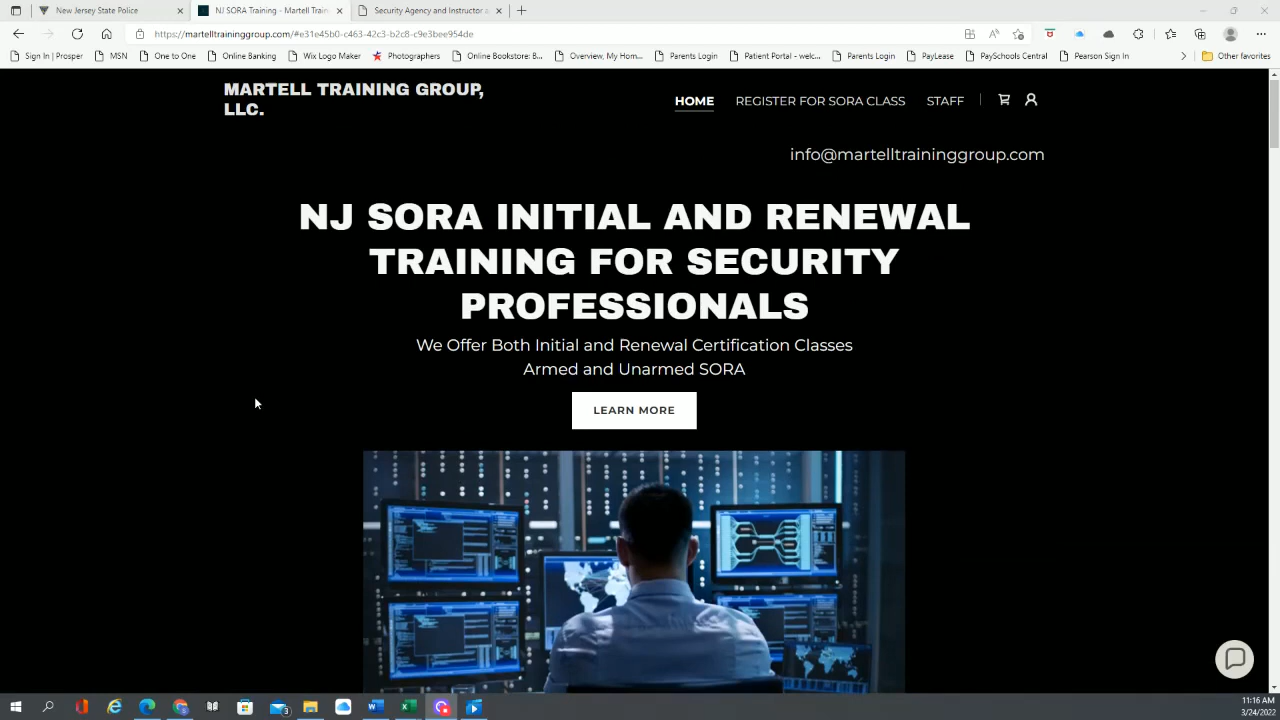 New Jersey State Police
NJ SORA Training - Martell Train
Security Agency and Instructor a
https://martelltraininggroup.com/#e31e45b0-c463-42c3-b2c8-c9e3bee954de
Sign In | Prosper
MSN
One to One
Online Banking
Wix Logo Maker
Photographers
Online Bookstore: B...
Overview, My Hom...
Parents Login
Patient Portal - welc...
Parents Login
PayLease
PaySchools Central
Pearson Sign In
Other favorites
MARTELL TRAINING GROUP,
LLC.
HOME
REGISTER FOR SORA CLASS
STAFF
info@martelltraininggroup.com
NJ SORA INITIAL AND RENEWAL
TRAINING FOR SECURITY
PROFESSIONALS
We Offer Both Initial and Renewal Certification Classes
Armed and Unarmed SORA
LEARN MORE
11:16 AM
3/24/2022